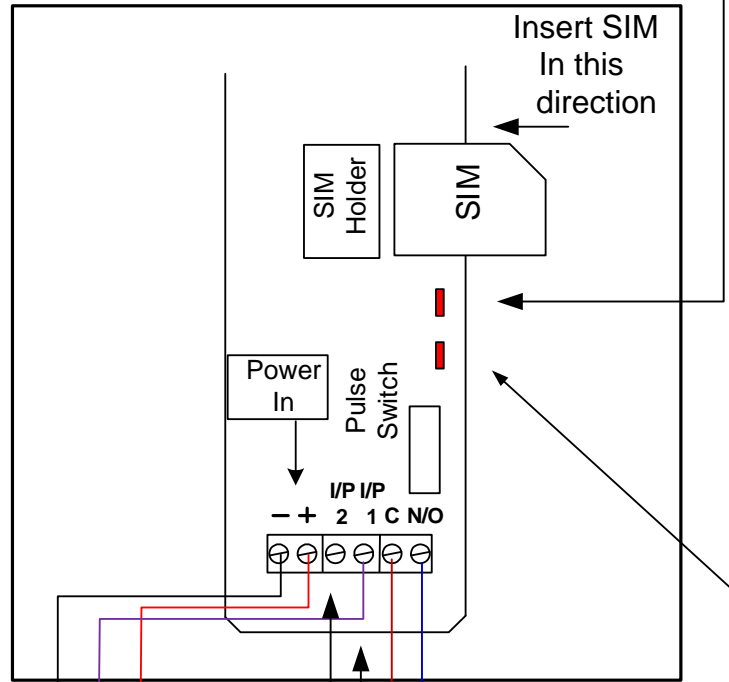 Insert SIM
In this
direction
SIM
Holder
SIM
Power
In
Pulse
Switch
I/P I/P
− + 2 1 C N/O